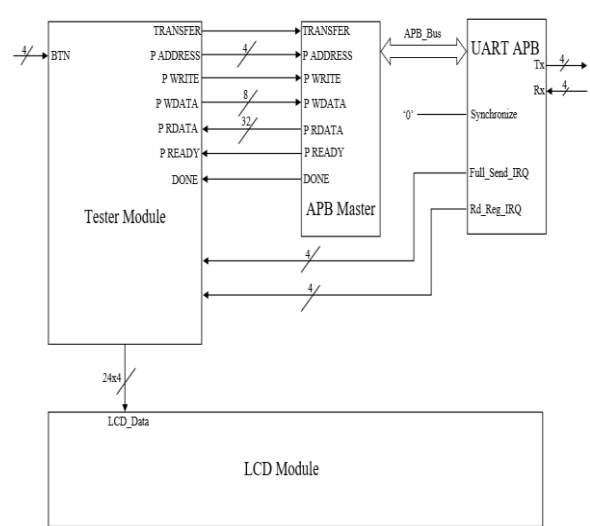 TRANSFER
TRANSFER
APB_Bus
UART APB
4
BTN
P ADDRESS
4
P ADDRESS
Tx
4
P WRITE
P WRITE
Rx
4
P WDATA
8
P WDATA
P RDATA
32
P RDATA
'0'
Synchronize
P READY
P READY
DONE
DONE
Full_Send_IRQ
Tester Module
APB Master
Rd_Reg_IRQ
4
4
24x4
LCD_Data
LCD Module